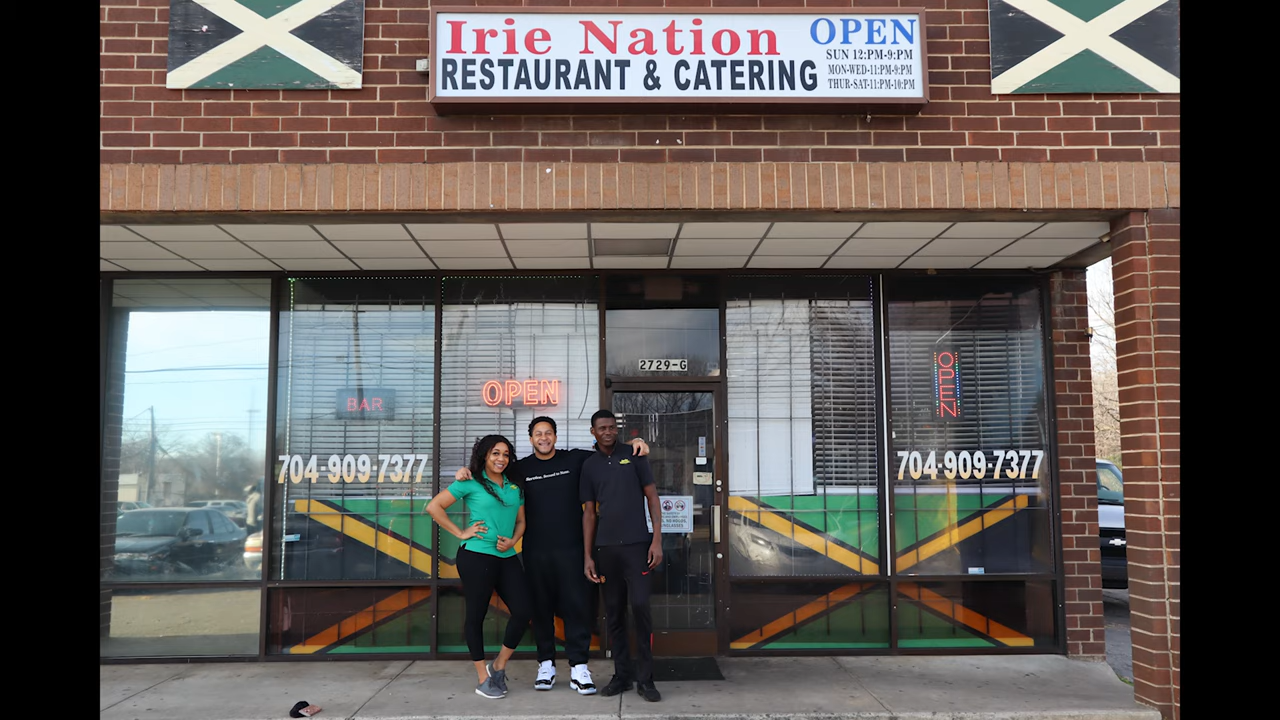 Irie Nation
RESTAURANT & CATERING
OPEN
SUN 12:PM-9:PM
MON-WED-11:PM-9:PM
THUR-SAT-11:PM-10:PM
2729-G
BAR
OPEN
OPEN
704-909-7377
704-909-7377